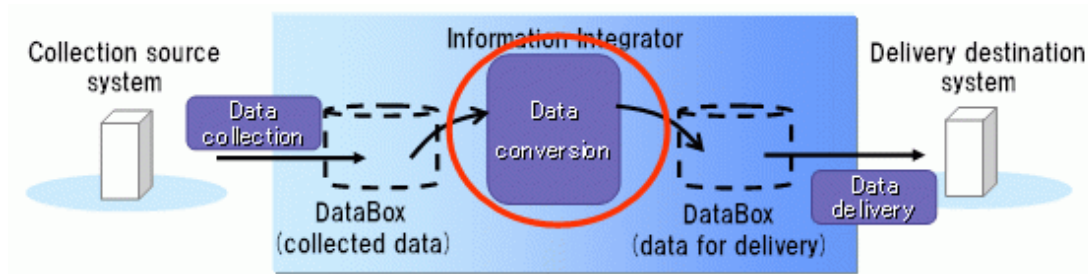 Information Integrator
Collection source
system
Delivery destination
system
Data
collection
Data
conversion
Data
delivery
DataBox
(collected data)
DataBox
(data for delivery)